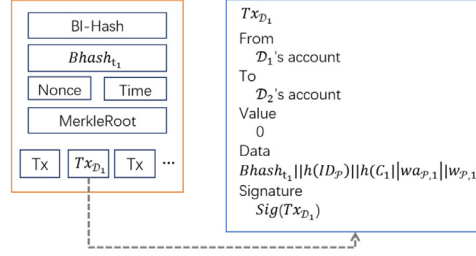 BI-Hash
Bhash_{t_1}
Nonce Time
MerkleRoot
Tx Tx_{𝒟_1} Tx ...
Tx_{𝒟_1}
From
𝒟_1's account
To
𝒟_2's account
Value
0
Data
Bhash_{t_1}||h(ID_𝒫)||h(C_1||wa_{𝒫,1}||w_{𝒫,1}
Signature
Sig(Tx_{𝒟_1})